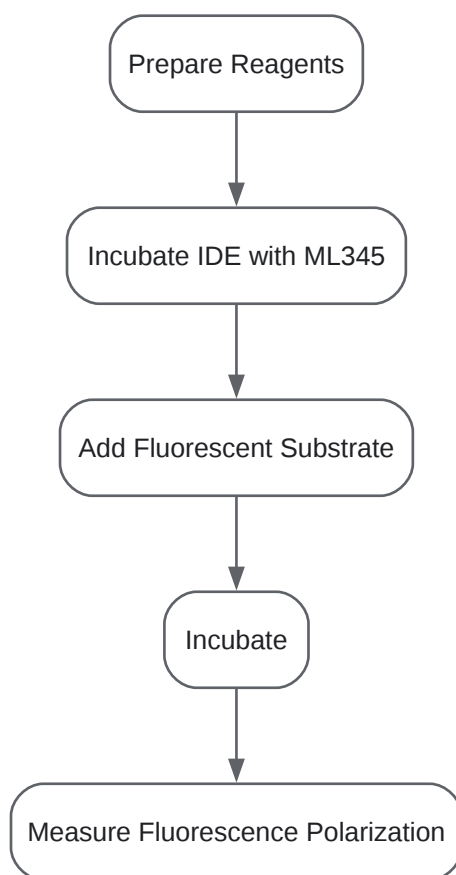 Prepare Reagents
Incubate IDE with ML345
Add Fluorescent Substrate
Incubate
Measure Fluorescence Polarization